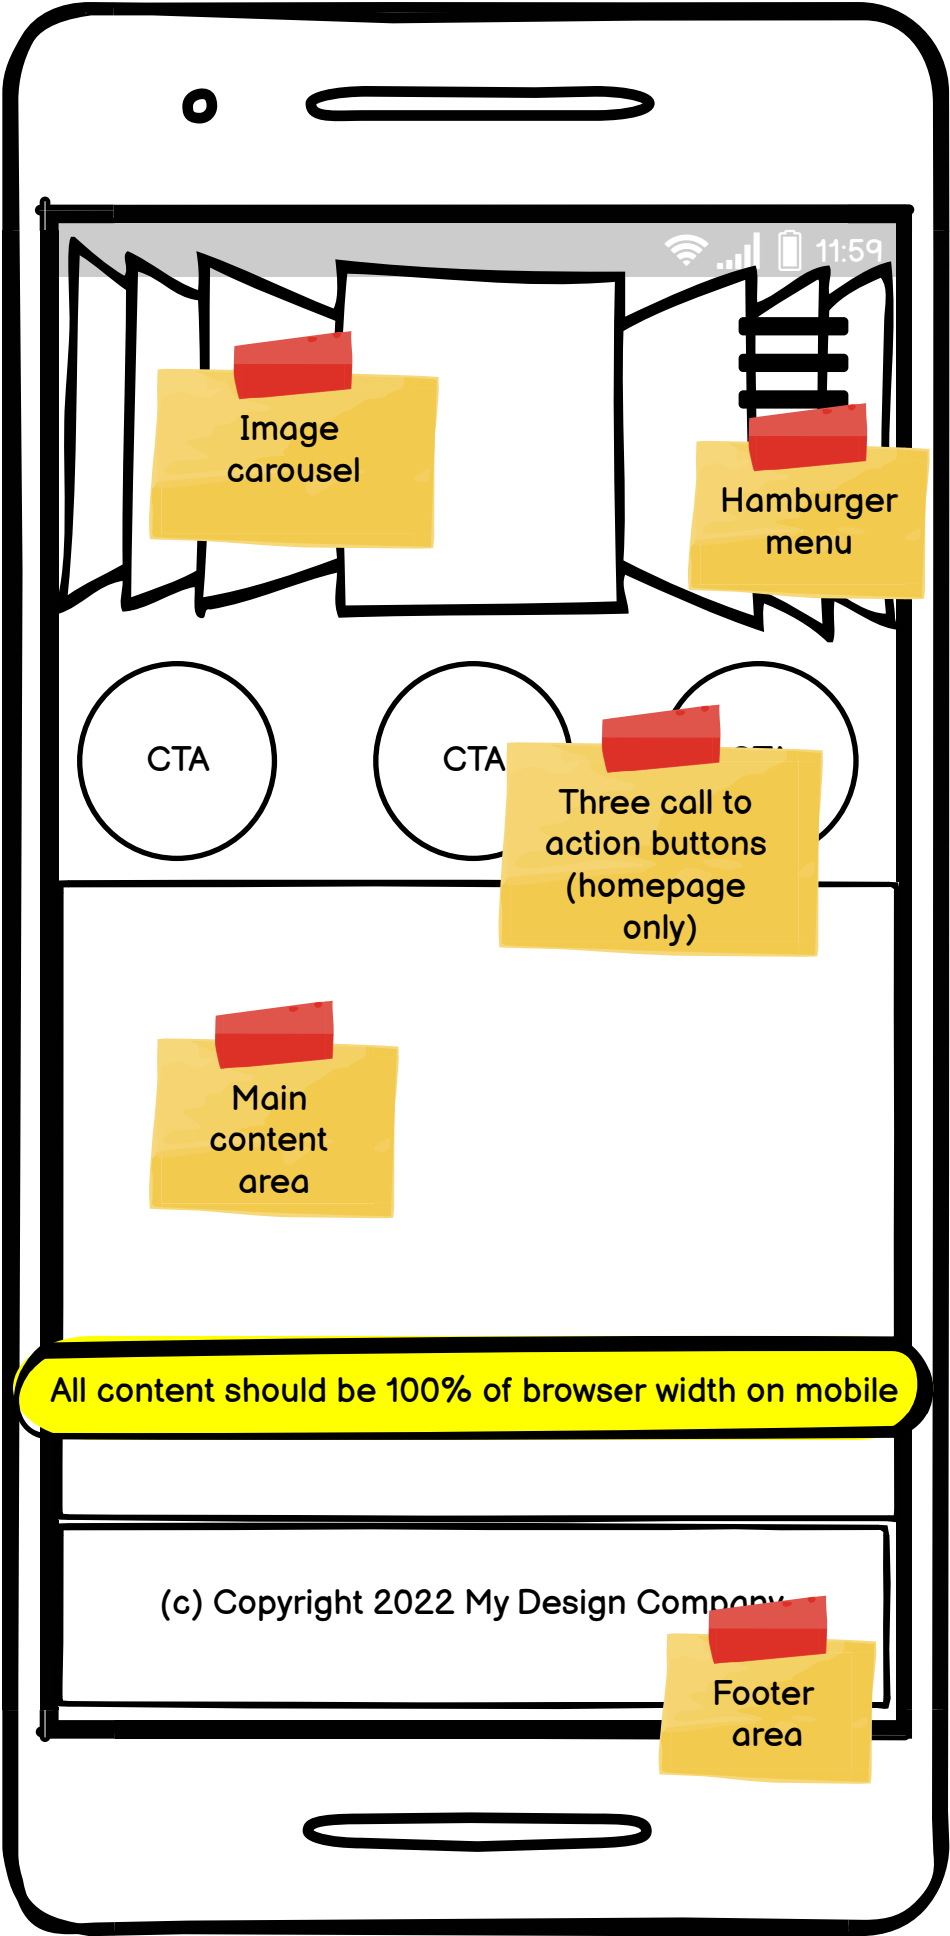 11:59
Image
carousel
Hamburger
menu
CTA
CTA
Three call to
action buttons
(homepage
only)
Main
content
area
All content should be 100% of browser width on mobile
(c) Copyright 2022 My Design Company
Footer
area